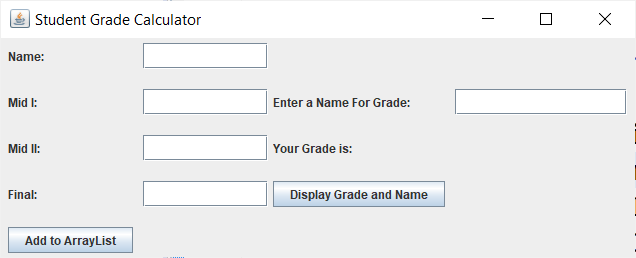 Student Grade Calculator
Name:
Mid I: Enter a Name For Grade:
Mid II: Your Grade is:
Final: Display Grade and Name
Add to ArrayList